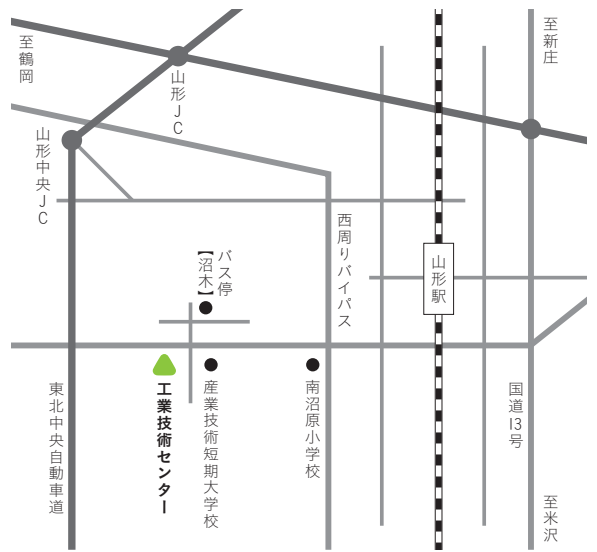 至鶴岡
山形JC
至新庄
山形中央JC
西周りバイパス
バス停
【沼木】
山形駅
東北中央自動車道
工業技術センター
産業技術短期大学校
南沼原小学校
国道13号
至米沢